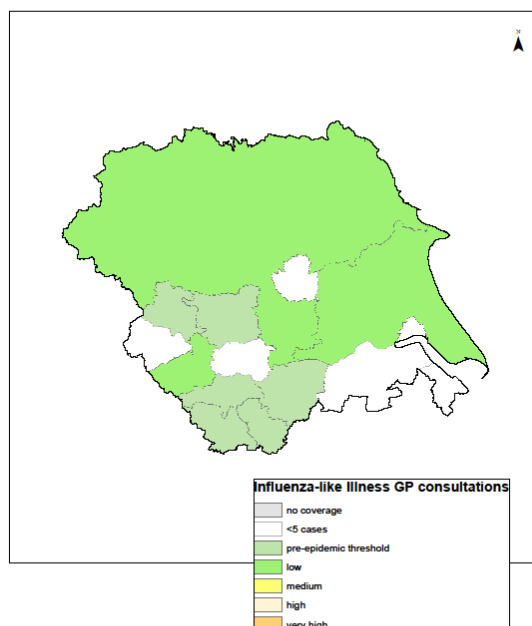 N
Influenza-like Illness GP consultations
no coverage
<5 cases
pre-epidemic threshold
low
medium
high
very high